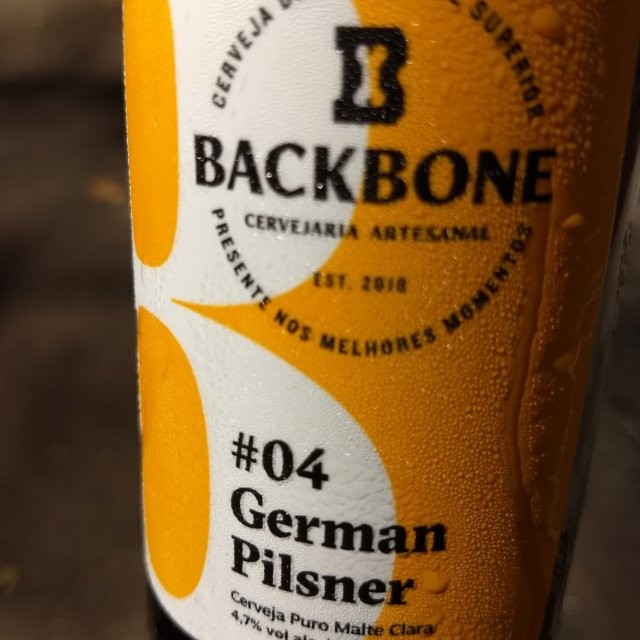 CERVEJA
SUPERIOR
B
BACKBONE
CERVEJARIA ARTESANAL
EST. 2018
PRESENTE NOS MELHORES MOMENTOS
#04
German
Pilsner
Cerveja Puro Malte Clara
4,7% vol